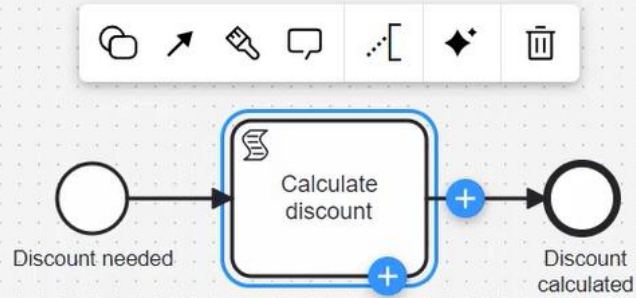 Calculate
discount
Discount needed
Discount
calculated